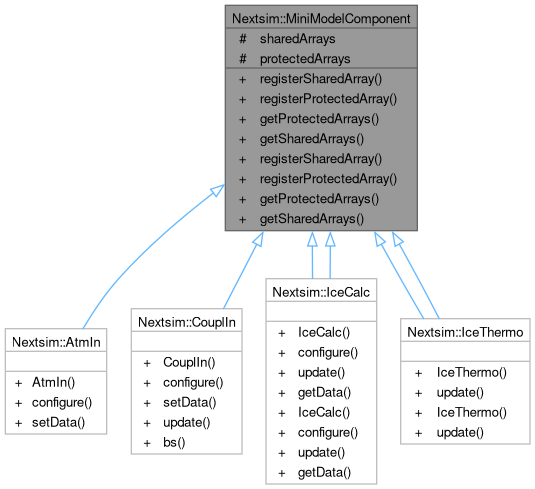 Nextsim::MiniModelComponent
# sharedArrays
# protectedArrays
+ registerSharedArray()
+ registerProtectedArray()
+ getProtectedArrays()
+ getSharedArrays()
+ registerSharedArray()
+ registerProtectedArray()
+ getProtectedArrays()
+ getSharedArrays()
Nextsim::AtmIn
+ AtmIn()
+ configure()
+ setData()
Nextsim::CouplIn
+ CouplIn()
+ configure()
+ setData()
+ update()
+ bs()
Nextsim::IceCalc
+ IceCalc()
+ configure()
+ update()
+ getData()
+ IceCalc()
+ configure()
+ update()
+ getData()
Nextsim::IceThermo
+ IceThermo()
+ update()
+ IceThermo()
+ update()